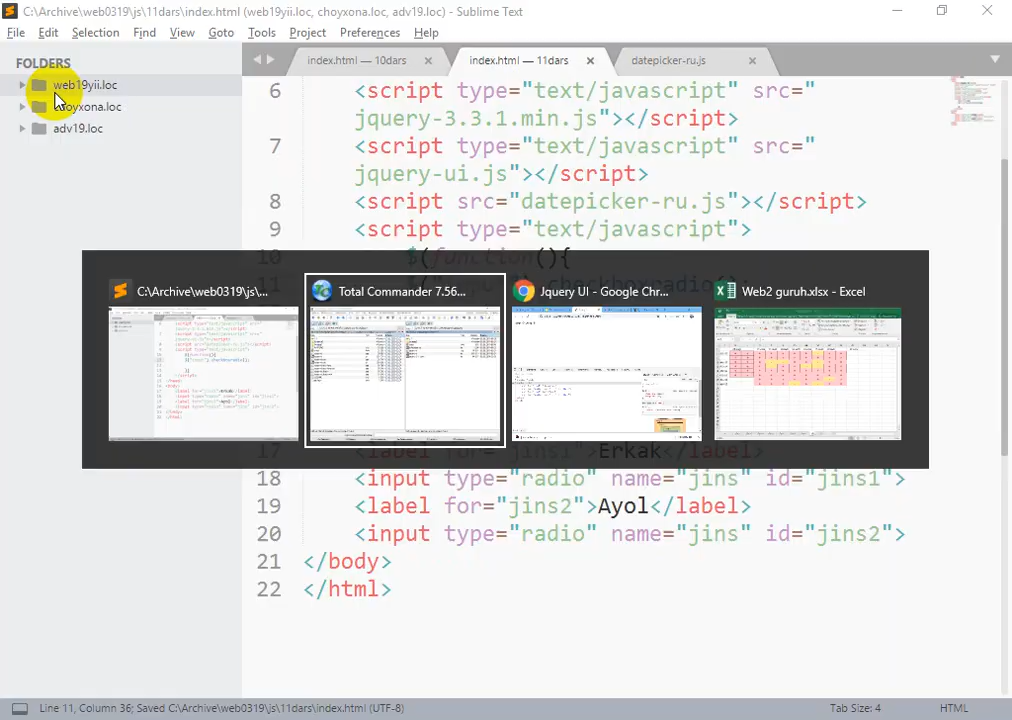 C:\Archive\web0319\js\11dars\index.html (web19yii.loc, choyxona.loc, adv19.loc) - Sublime Text
File Edit Selection Find View Goto Tools Project Preferences Help
FOLDERS
web19yii.loc
choyxona.loc
adv19.loc
index.html — 10dars
index.html — 11dars
datepicker-ru.js
6 <script type="text/javascript" src="
jquery-3.3.1.min.js"></script>
7 <script type="text/javascript" src="
jquery-ui.js"></script>
8 <script src="datepicker-ru.js"></script>
9 <script type="text/javascript">
10 $(function(){
C:\Archive\web0319\js\...
Total Commander 7.56...
Jquery UI - Google Chr...
Web2 guruh.xlsx - Excel
17 <label for="jins1">Erkak</label>
18 <input type="radio" name="jins" id="jins1">
19 <label for="jins2">Ayol</label>
20 <input type="radio" name="jins" id="jins2">
21 </body>
22 </html>
Line 11, Column 36; Saved C:\Archive\web0319\js\11dars\index.html (UTF-8)
Tab Size: 4
HTML